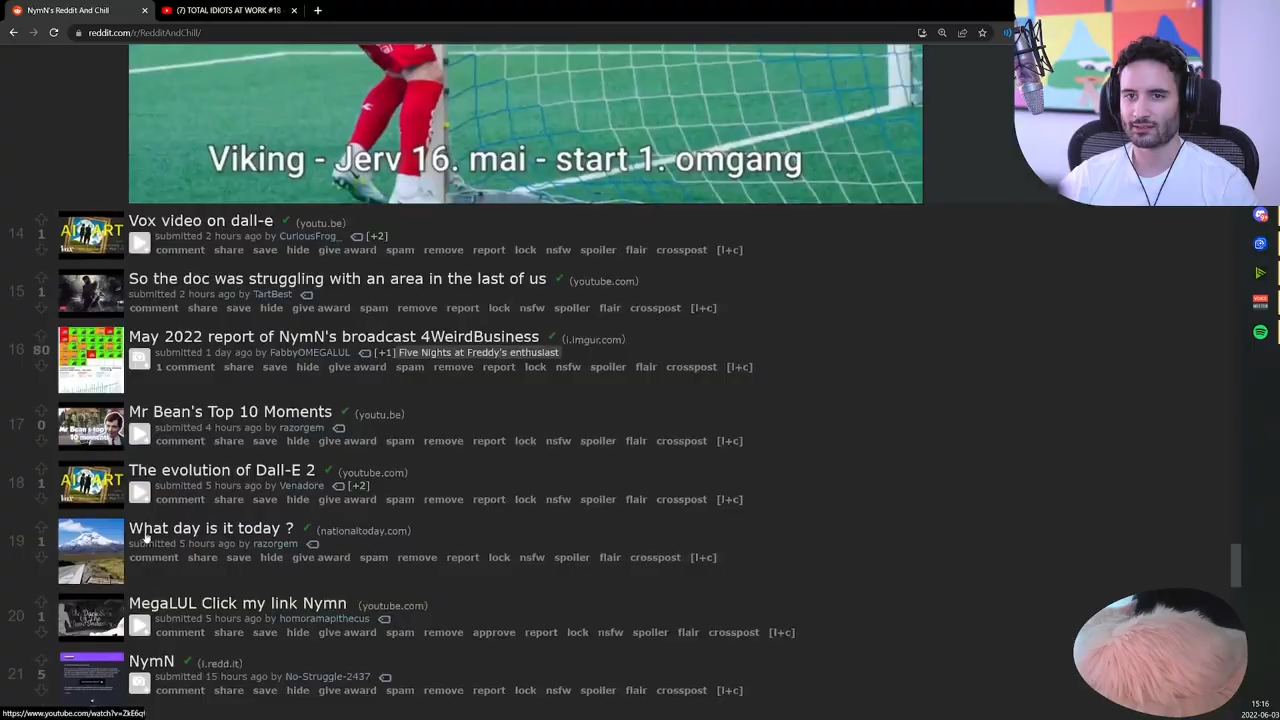 NymN's Reddit And Chill
(7) TOTAL IDIOTS AT WORK #18 -
reddit.com/r/RedditAndChill/
Viking - Jerv 16. mai - start 1. omgang
14 1 Vox video on dall-e (youtu.be)
submitted 2 hours ago by CuriousFrog_ [+2]
comment share save hide give award spam remove report lock nsfw spoiler flair crosspost [l+c]
15 1 So the doc was struggling with an area in the last of us (youtube.com)
submitted 2 hours ago by TartBest
comment share save hide give award spam remove report lock nsfw spoiler flair crosspost [l+c]
16 80 May 2022 report of NymN's broadcast 4WeirdBusiness (i.imgur.com)
submitted 1 day ago by FabbyOMEGALUL [+1] Five Nights at Freddy's enthusiast
1 comment share save hide give award spam remove report lock nsfw spoiler flair crosspost [l+c]
17 0 Mr Bean's Top 10 Moments (youtu.be)
submitted 4 hours ago by razorgem
comment share save hide give award spam remove report lock nsfw spoiler flair crosspost [l+c]
18 1 The evolution of Dall-E 2 (youtube.com)
submitted 5 hours ago by Venadore [+2]
comment share save hide give award spam remove report lock nsfw spoiler flair crosspost [l+c]
19 1 What day is it today ? (nationaltoday.com)
submitted 5 hours ago by razorgem
comment share save hide give award spam remove report lock nsfw spoiler flair crosspost [l+c]
20 1 MegaLUL Click my link Nymn (youtube.com)
submitted 5 hours ago by homoramapithecus
comment share save hide give award spam remove approve report lock nsfw spoiler flair crosspost [l+c]
21 5 NymN (i.redd.it)
submitted 15 hours ago by No-Struggle-2437
comment share save hide give award spam remove report lock nsfw spoiler flair crosspost [l+c]
15:16
2022-06-03